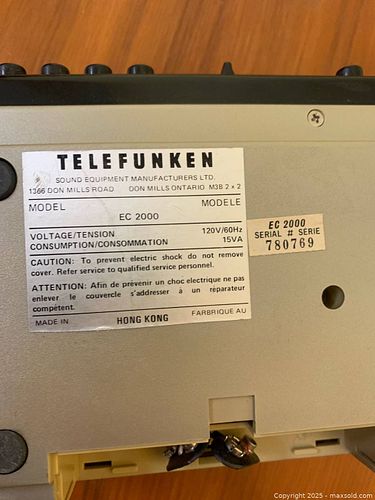 TELEFUNKEN
SOUND EQUIPMENT MANUFACTURERS LTD.
1366 DON MILLS ROAD DON MILLS ONTARIO M3B 2×2
MODEL MODELE
EC 2000
VOLTAGE/TENSION 120V/60Hz
CONSUMPTION/CONSOMMATION 15VA
CAUTION: To prevent electric shock do not remove
cover. Refer service to qualified service personnel.
ATTENTION: Afin de prévenir un choc electrique ne pas
enlever le couvercle s'addresser à un réparateur
compétent.
MADE IN HONG KONG FARBRIQUE AU
EC 2000
SERIAL # SÉRIE
780769
© Copyright 2025 - maxsold.com